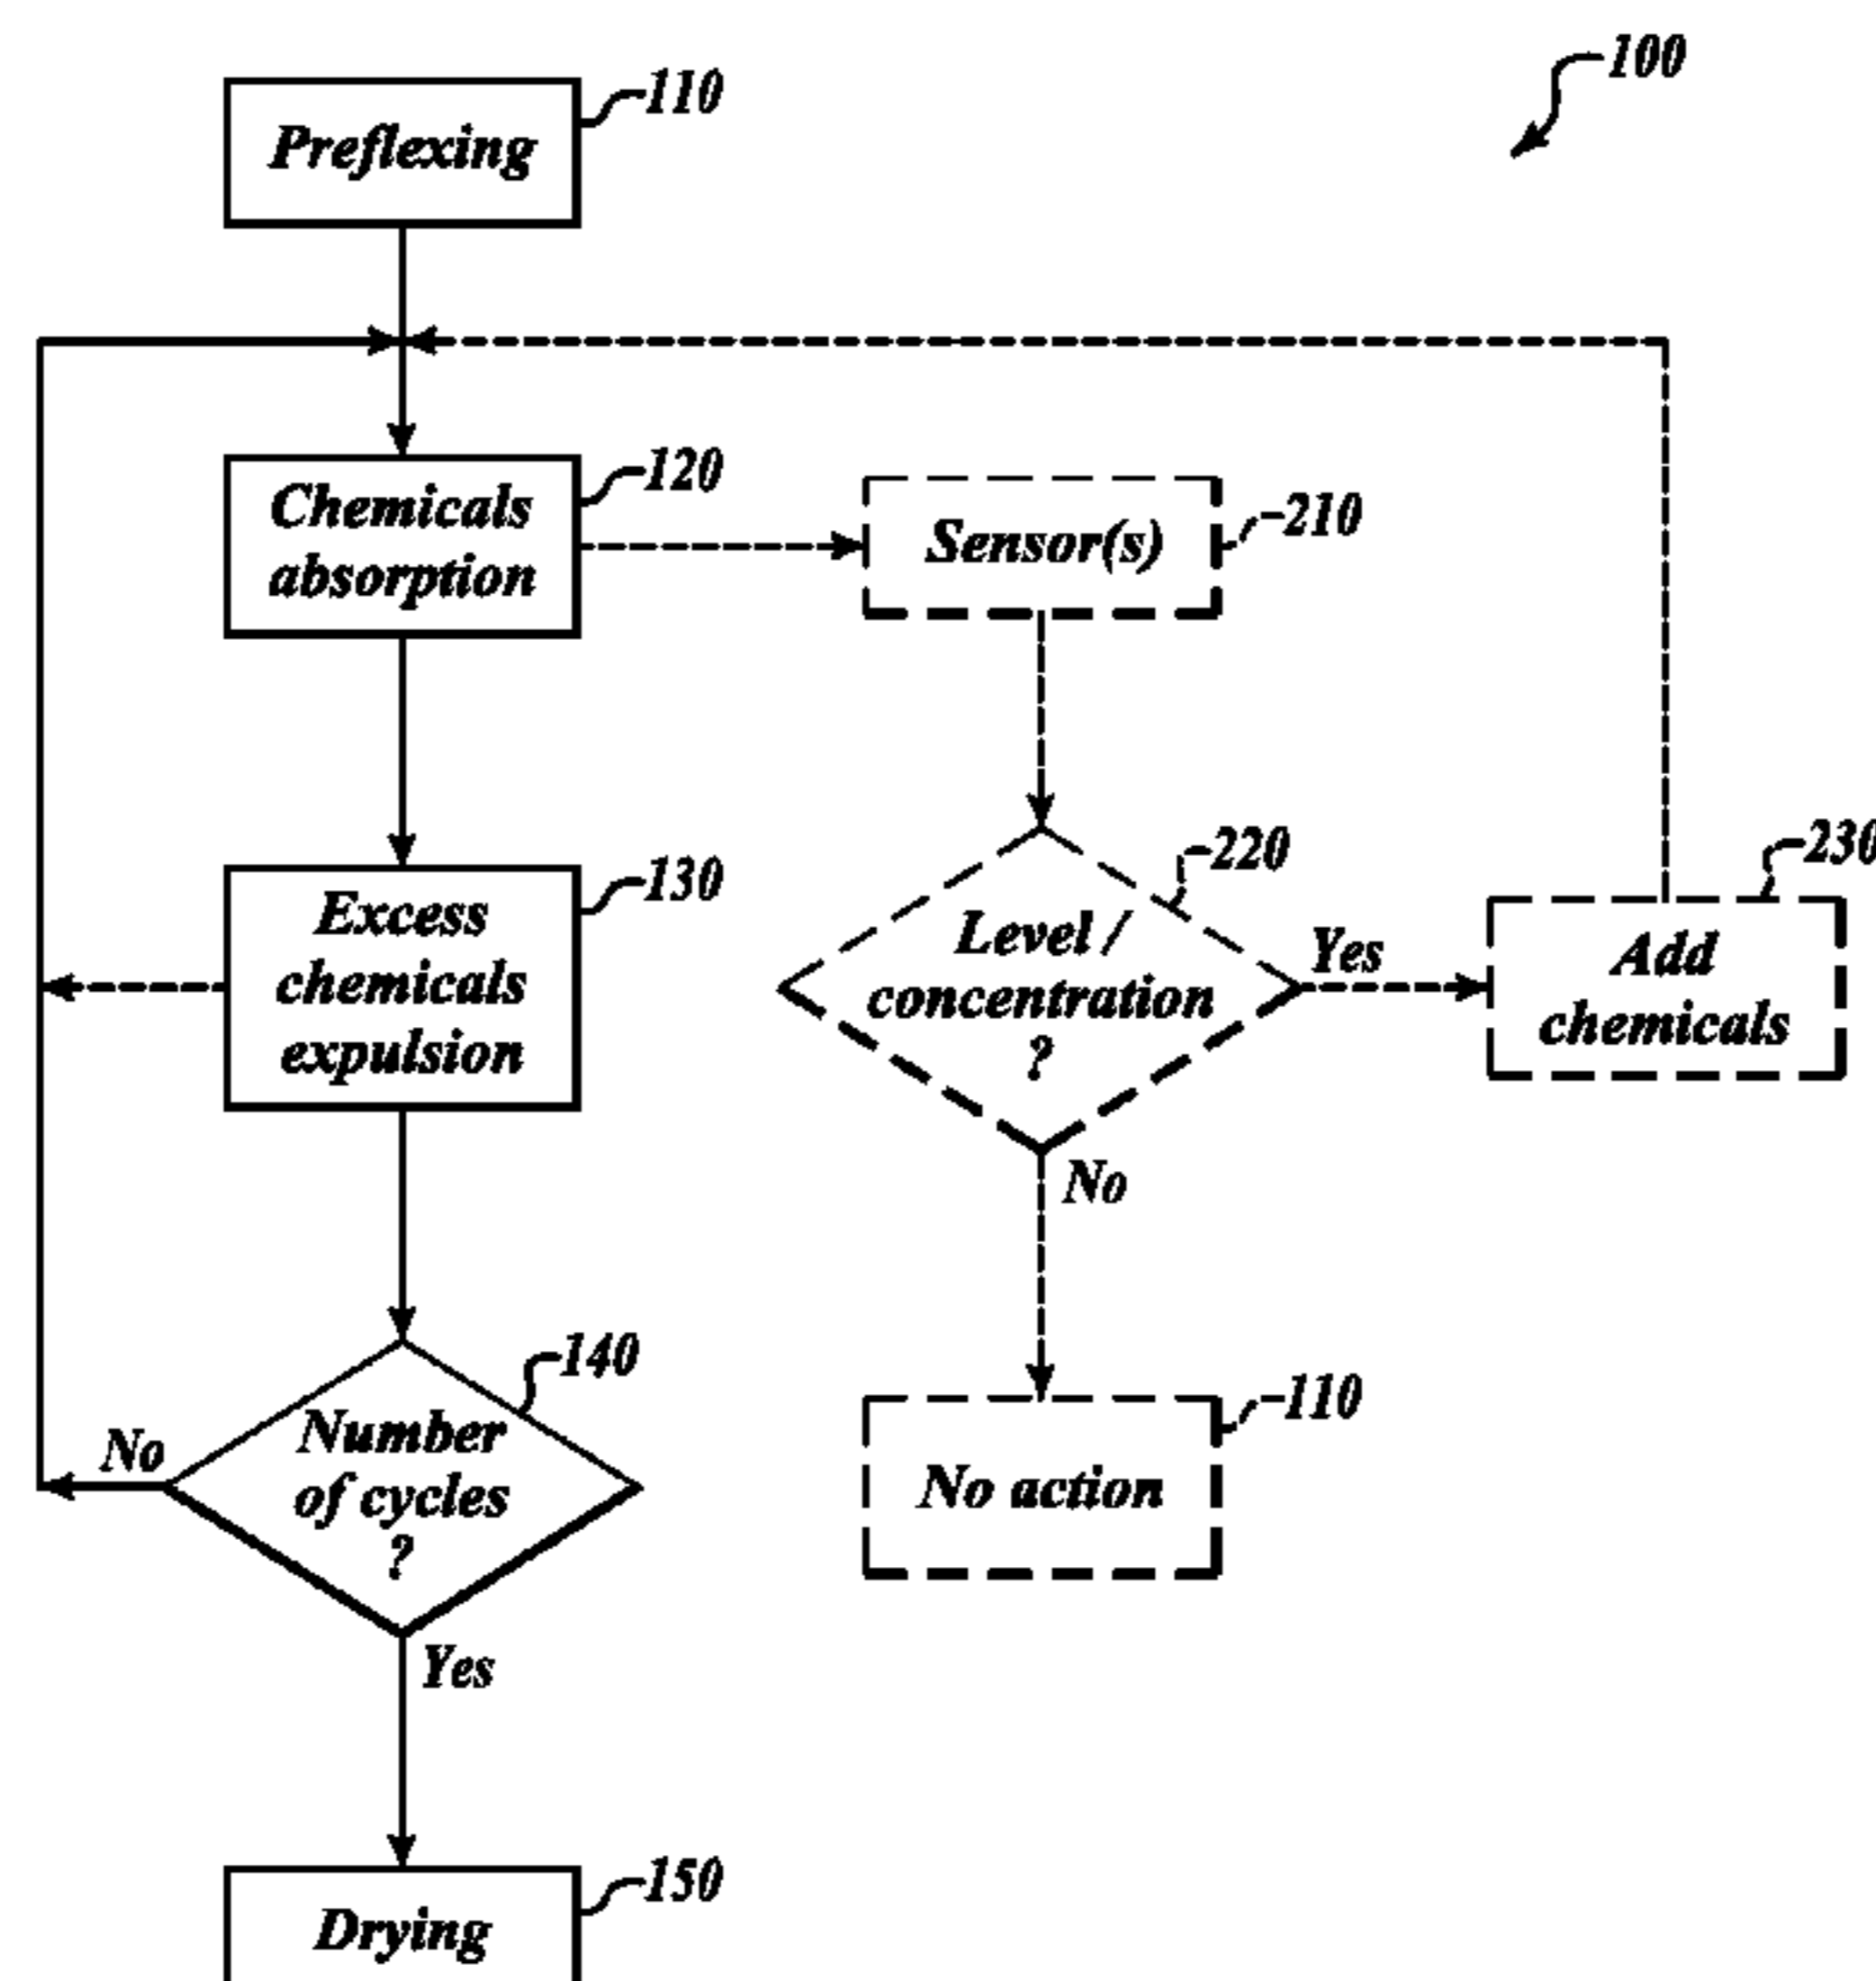 100
110
Preflexing
120
Chemicals
absorption
Sensor(s)
210
130
Excess
chemicals
expulsion
220
Level /
concentration
?
Yes
No
230
Add
chemicals
140
Number
of cycles
?
No
Yes
110
No action
150
Drying